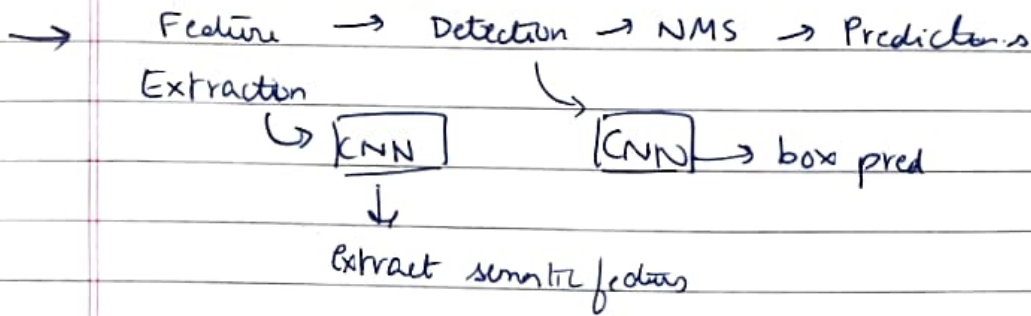 → Feature → Detection → NMS → Predictions
Extraction
CNN CNN → box pred
extract semantic features